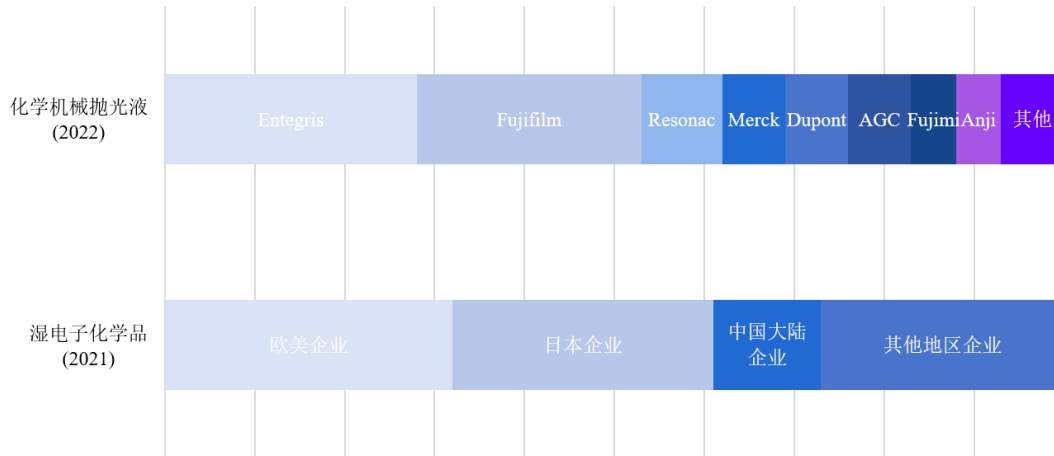 化学机械抛光液
(2022)
Entegris
Fujifilm
Resonac
Merck
Dupont
AGC
Fujimi
Anji
其他
湿电子化学品
(2021)
欧美企业
日本企业
中国大陆
企业
其他地区企业